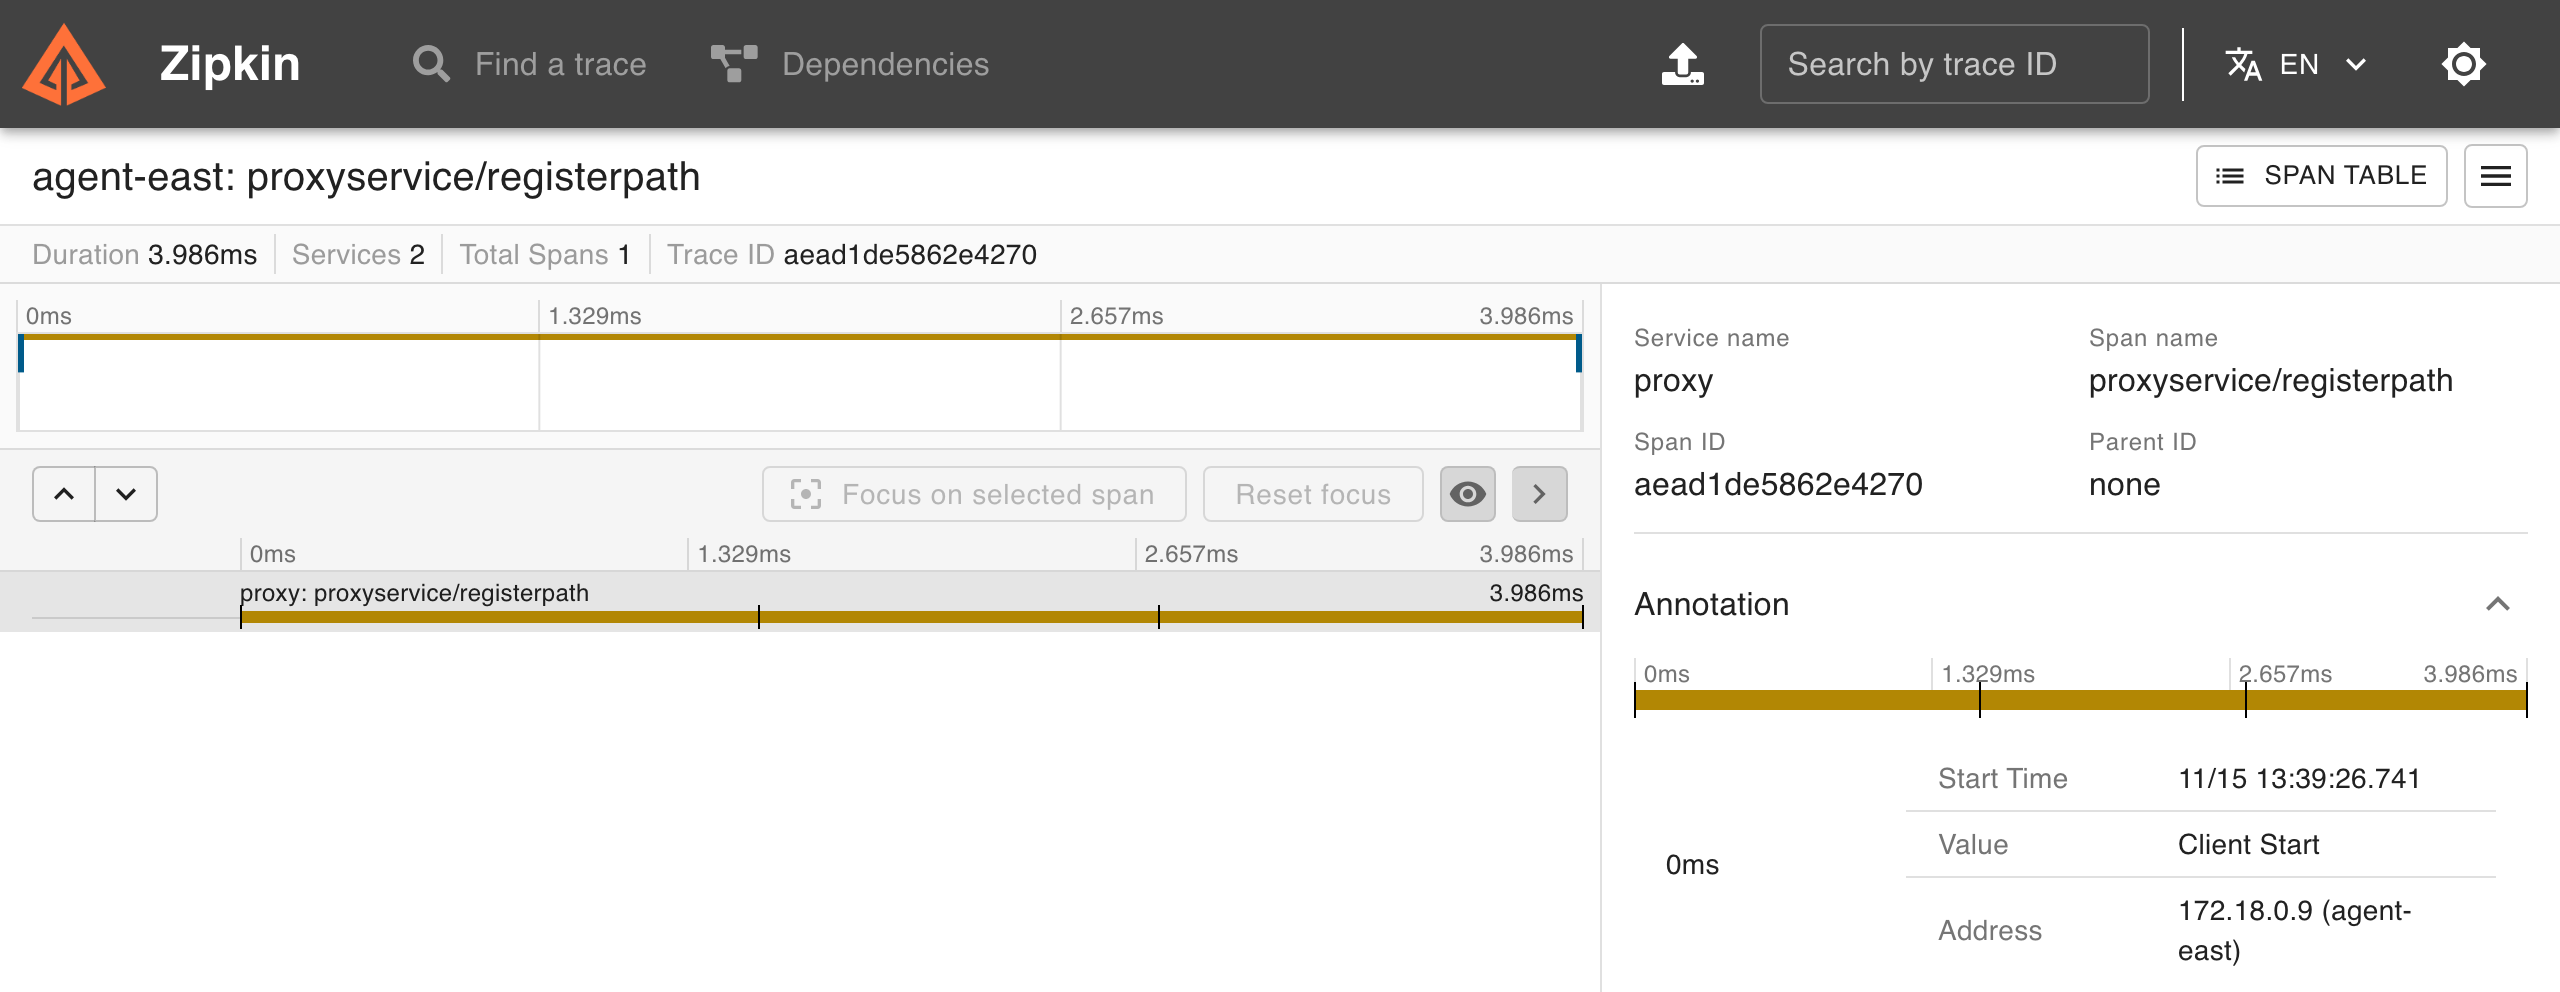 Zipkin
Find a trace
Dependencies
Search by trace ID
EN
agent-east: proxyservice/registerpath
SPAN TABLE
Duration 3.986ms Services 2 Total Spans 1 Trace ID aead1de5862e4270
0ms 1.329ms 2.657ms 3.986ms
Focus on selected span
Reset focus
0ms 1.329ms 2.657ms 3.986ms
proxy: proxyservice/registerpath 3.986ms
Service name
proxy
Span name
proxyservice/registerpath
Span ID
aead1de5862e4270
Parent ID
none
Annotation
0ms 1.329ms 2.657ms 3.986ms
0ms
Start Time 11/15 13:39:26.741
Value Client Start
Address 172.18.0.9 (agent-
east)